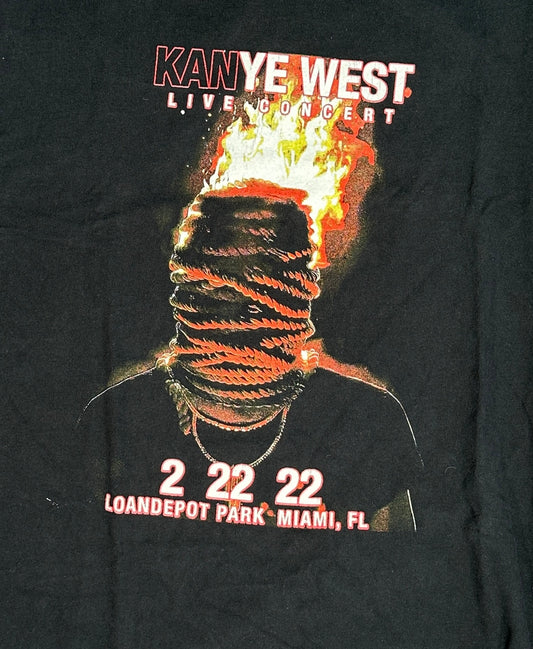 KANYE WEST
LIVE CONCERT
2 22 22
LOANDEPOT PARK MIAMI, FL